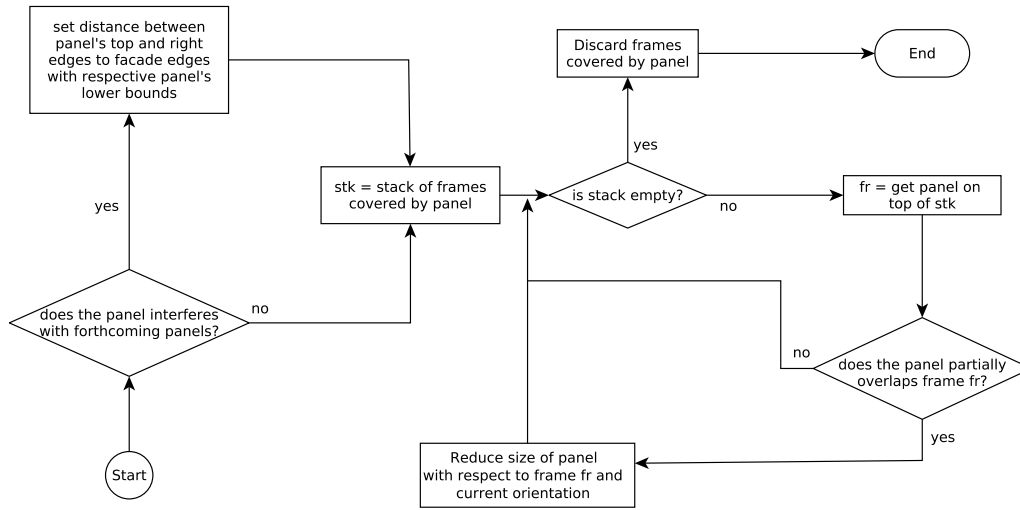 set distance between
panel's top and right
edges to facade edges
with respective panel's
lower bounds
Discard frames
covered by panel
End
yes
yes
stk = stack of frames
covered by panel
is stack empty?
no
fr = get panel on
top of stk
does the panel interferes
with forthcoming panels?
no
no
does the panel partially
overlaps frame fr?
yes
Start
Reduce size of panel
with respect to frame fr and
current orientation